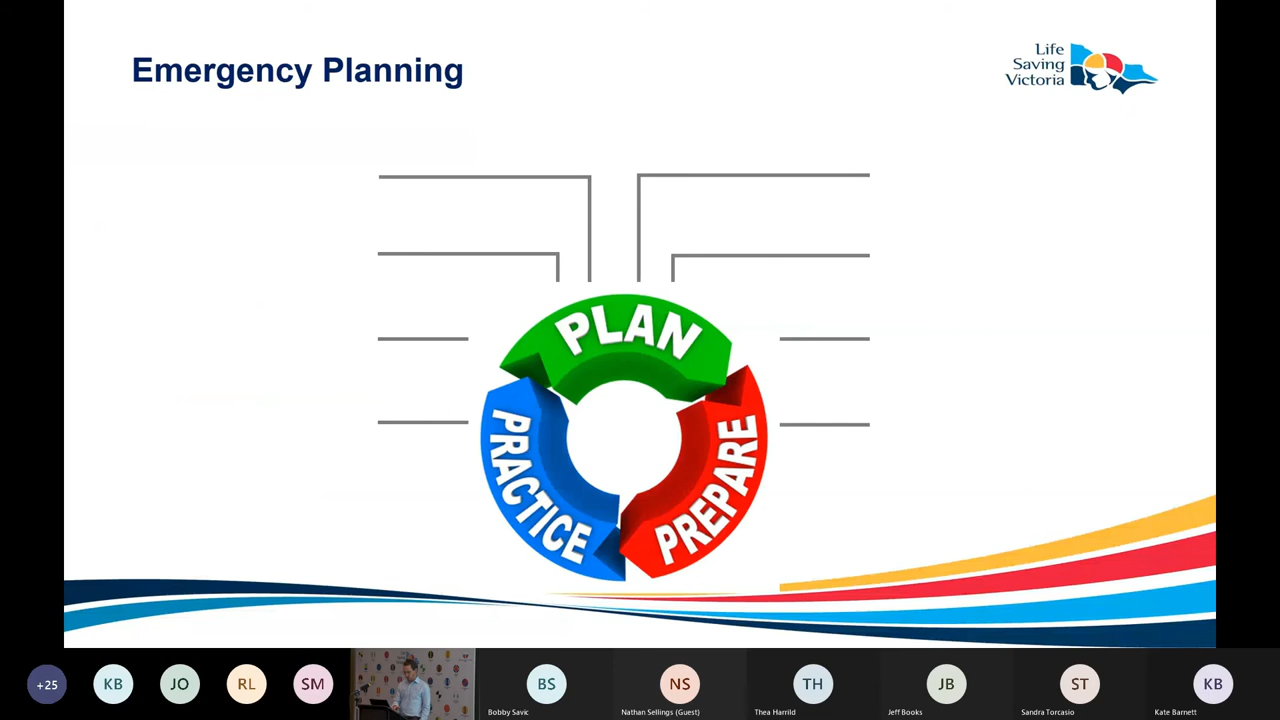 Emergency Planning
Life
Saving
Victoria
PLAN
PRACTICE
PREPARE
+25
KB
JO
RL
SM
BS
NS
TH
JB
ST
KB
Bobby Savic
Nathan Sellings (Guest)
Thea Harrild
Jeff Books
Sandra Torcasio
Kate Barnett